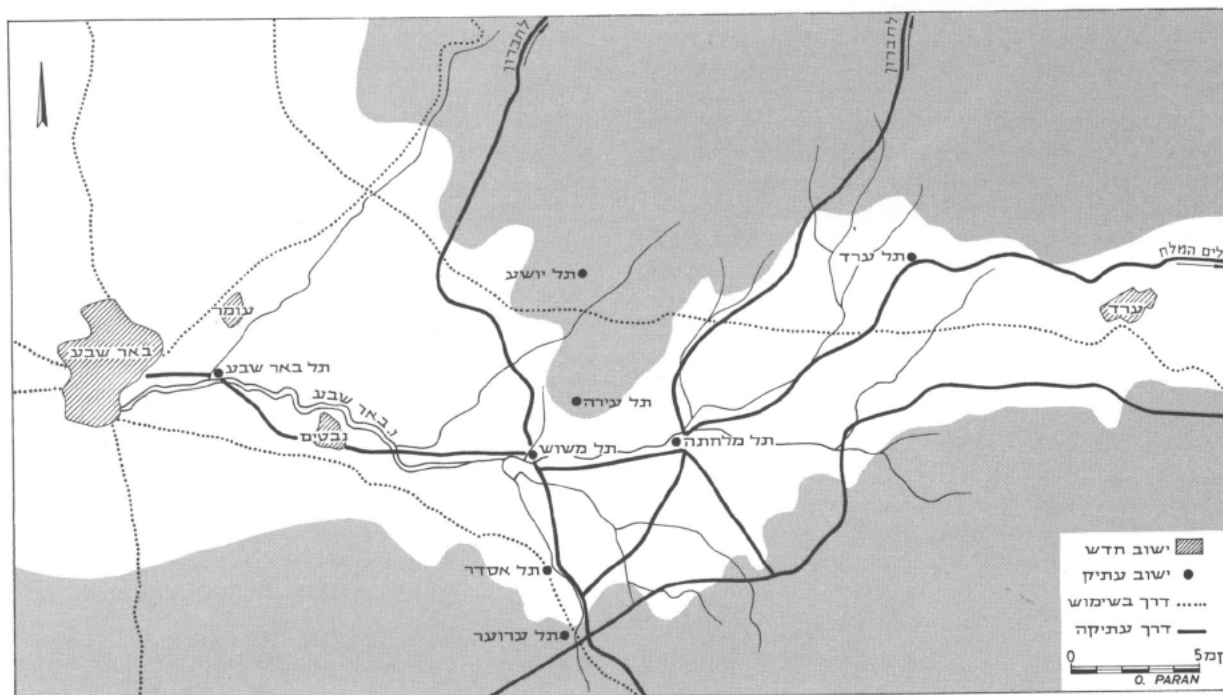 לחברון
לחברון
לים המלח
תל ערד
תל יושע
ערד
עומר
באר שבע
תל באר שבע
נ. באר שבע
תל עירה
נבטים
תל מלחתה
תל משוש
תל אסדר
תל ערוער
ישוב חדש
ישוב עתיק
דרך בשימוש
דרך עתיקה
0 5 קמ
O. PARAN